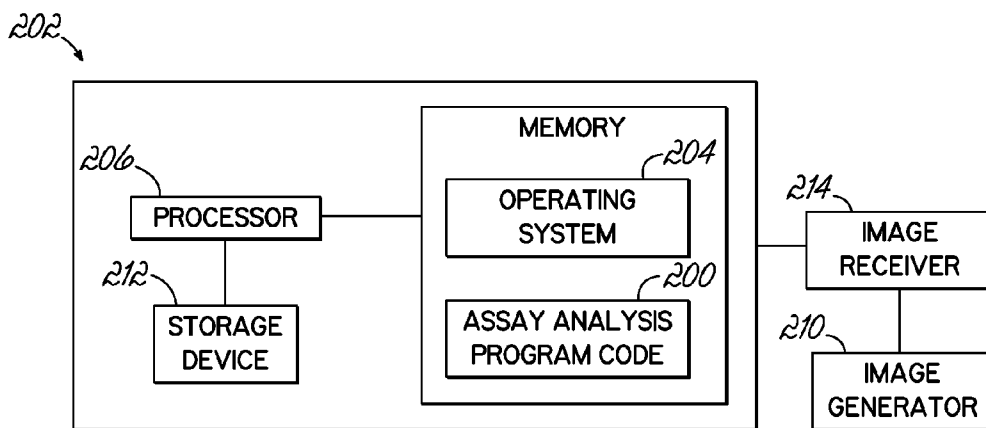 202
MEMORY
206
204
PROCESSOR
OPERATING
SYSTEM
214
IMAGE
RECEIVER
212
STORAGE
DEVICE
200
ASSAY ANALYSIS
PROGRAM CODE
210
IMAGE
GENERATOR